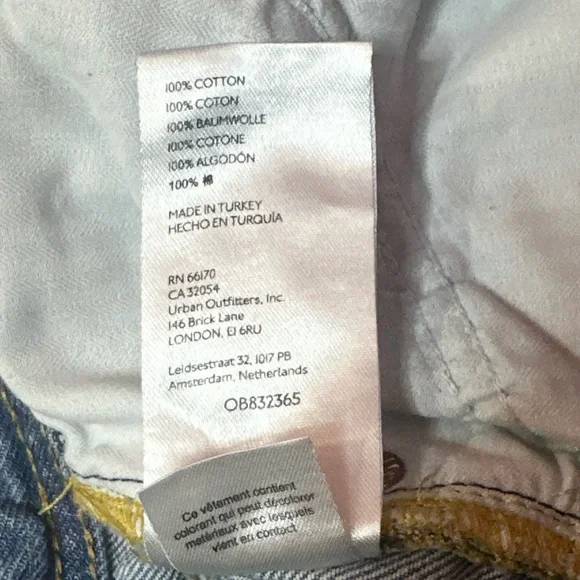 100% COTTON
100% COTON
100% BAUMWOLLE
100% COTONE
100% ALGODÓN
100% 棉
MADE IN TURKEY
HECHO EN TURQUÍA
RN 66170
CA 32054
Urban Outfitters, Inc.
146 Brick Lane
LONDON, E1 6RU
Leidsestraat 32, 1017 PB
Amsterdam, Netherlands
OB832365
Ce vêtement contient
colorant qui peut décolorer
matériaux avec lesquels
vient en contact